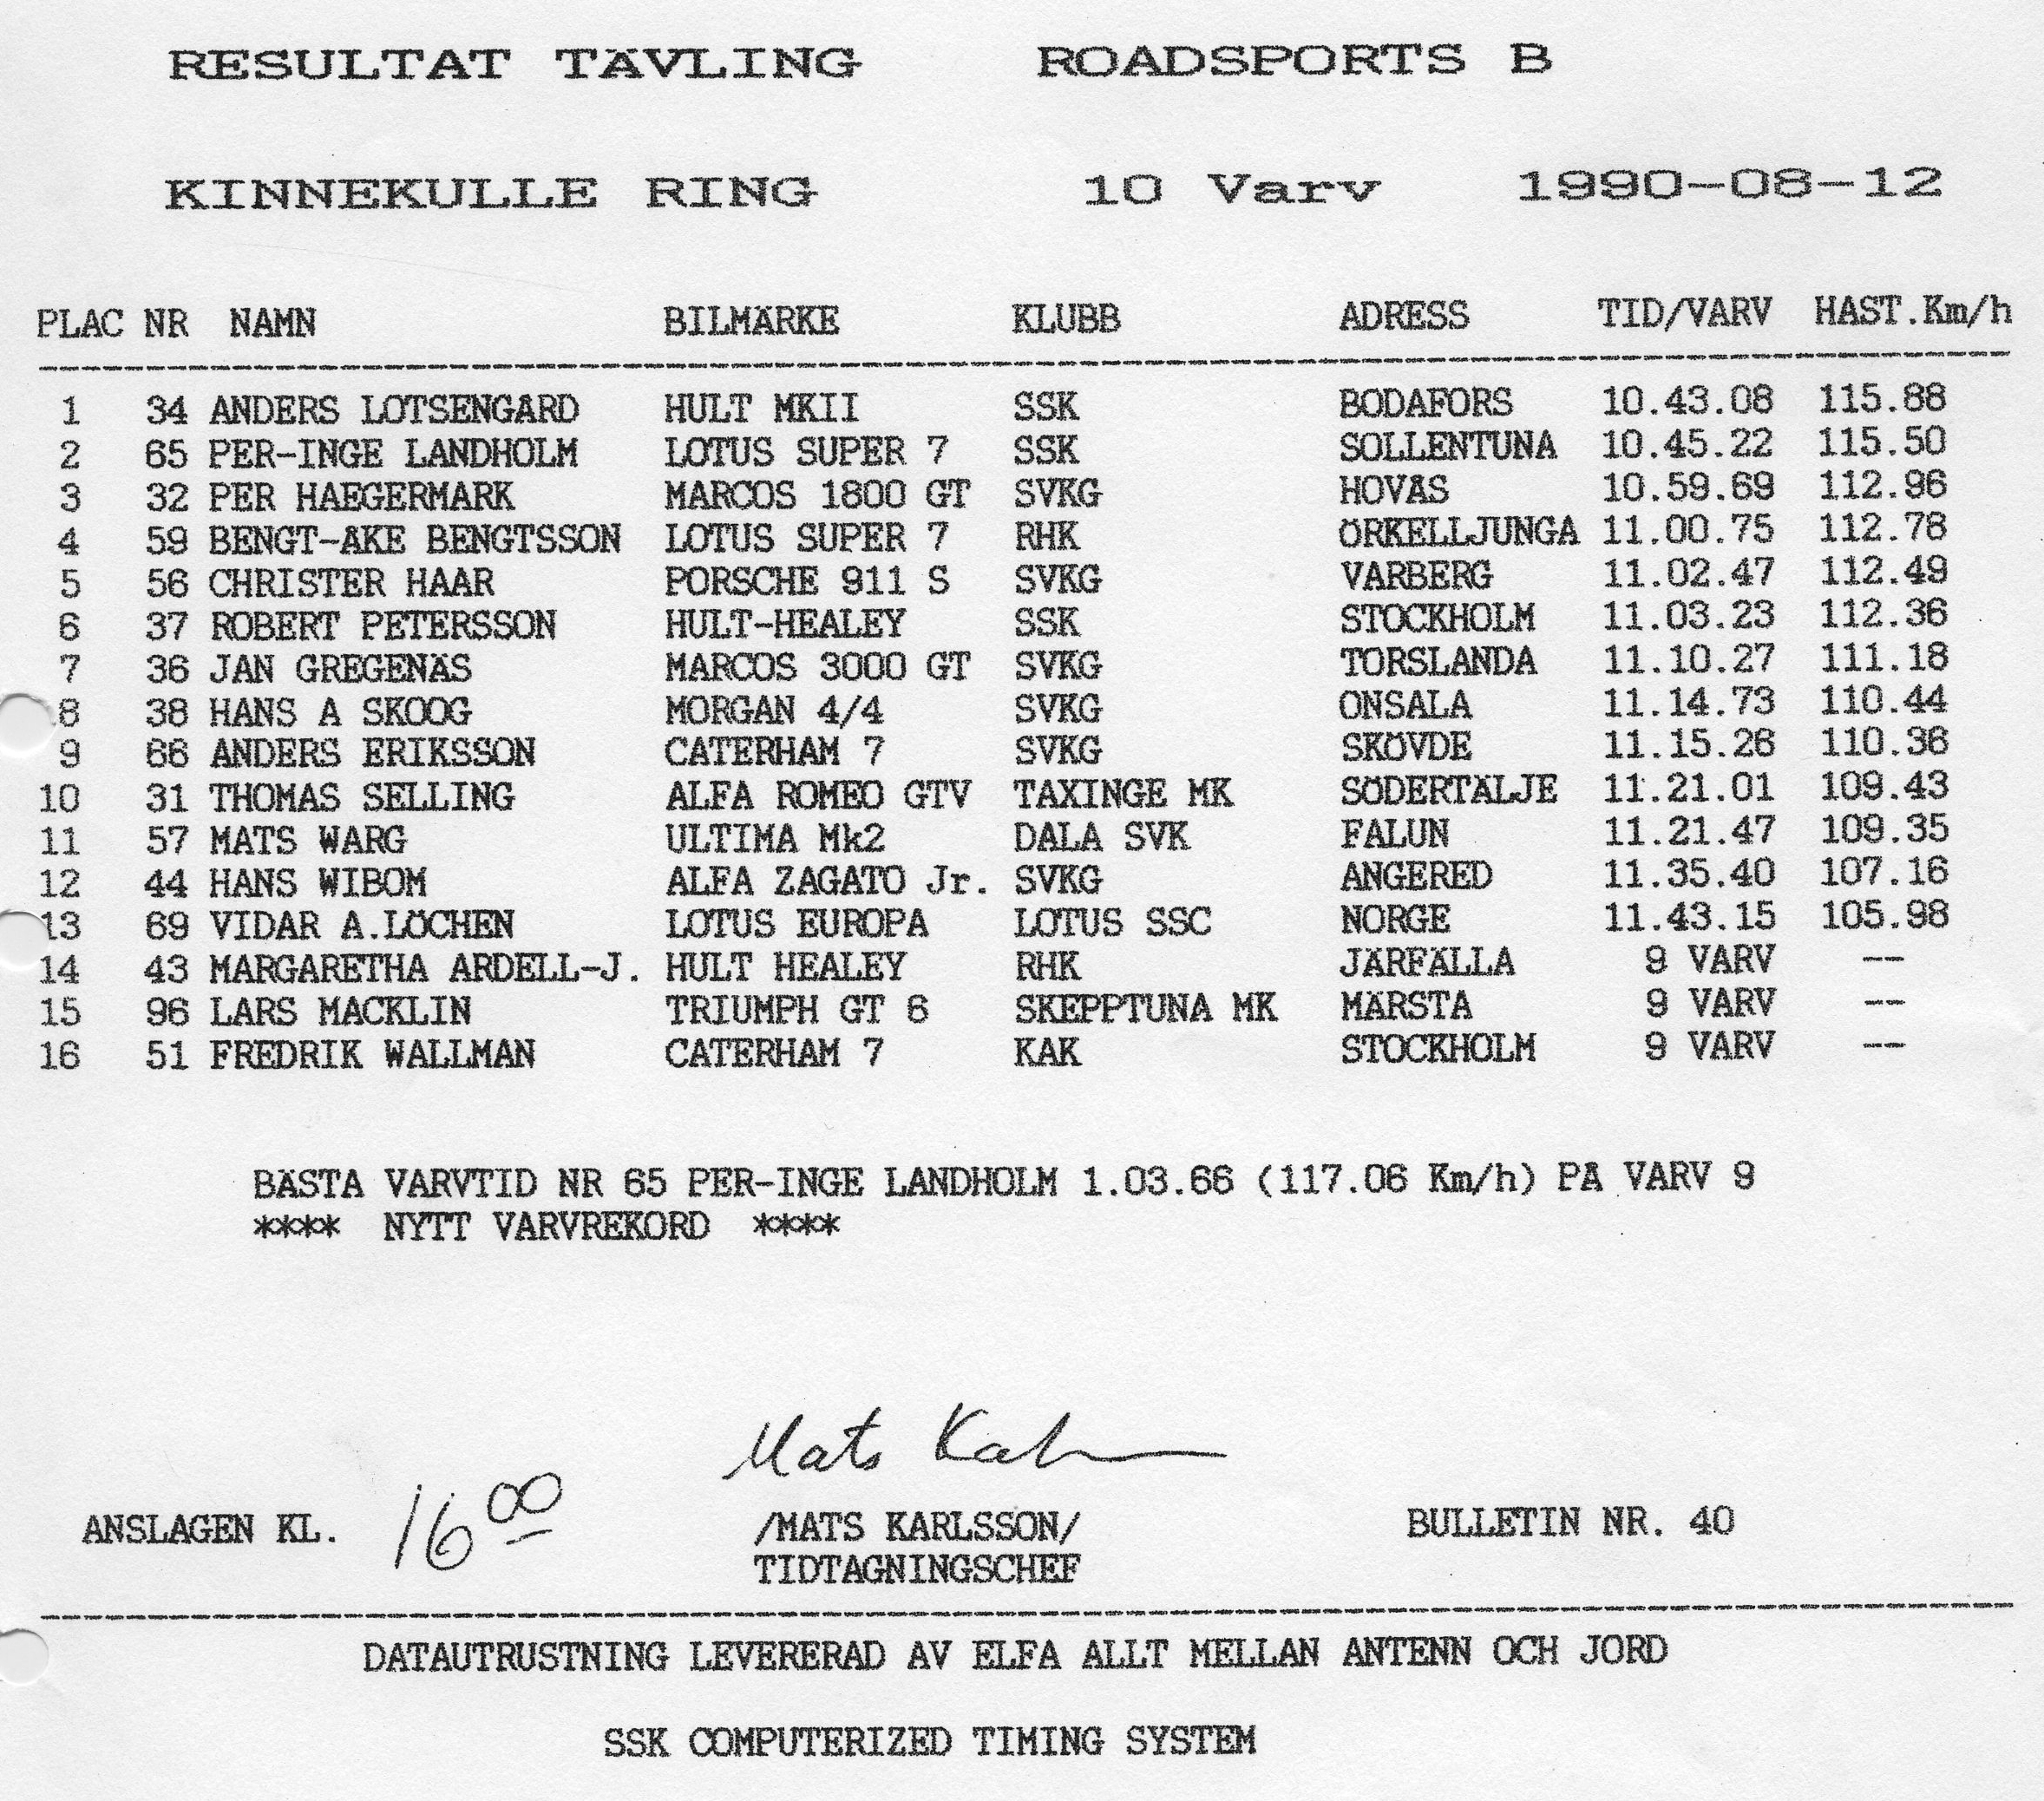 RESULTAT TÄVLING ROADSPORTS B
KINNEKULLE RING 10 Varv 1990-08-12
PLAC NR NAMN BILMÄRKE KLUBB ADRESS TID/VARV HAST.Km/h
1 34 ANDERS LOTSENGÅRD HULT MKII SSK BODAFORS 10.43.08 115.88
2 65 PER-INGE LANDHOLM LOTUS SUPER 7 SSK SOLLENTUNA 10.45.22 115.50
3 32 PER HAEGERMARK MARCOS 1800 GT SVKG HOVÅS 10.59.69 112.96
4 59 BENGT-ÅKE BENGTSSON LOTUS SUPER 7 RHK ÖRKELLJUNGA 11.00.75 112.78
5 56 CHRISTER HAAR PORSCHE 911 S SVKG VARBERG 11.02.47 112.49
6 37 ROBERT PETERSSON HULT-HEALEY SSK STOCKHOLM 11.03.23 112.36
7 36 JAN GREGENÄS MARCOS 3000 GT SVKG TORSLANDA 11.10.27 111.18
8 38 HANS A SKOOG MORGAN 4/4 SVKG ONSALA 11.14.73 110.44
9 66 ANDERS ERIKSSON CATERHAM 7 SVKG SKÖVDE 11.15.26 110.36
10 31 THOMAS SELLING ALFA ROMEO GTV TAXINGE MK SÖDERTÄLJE 11.21.01 109.43
11 57 MATS WARG ULTIMA Mk2 DALA SVK FALUN 11.21.47 109.35
12 44 HANS WIBOM ALFA ZAGATO Jr. SVKG ANGERED 11.35.40 107.16
13 69 VIDAR A.LÖCHEN LOTUS EUROPA LOTUS SSC NORGE 11.43.15 105.98
14 43 MARGARETHA ARDELL-J. HULT HEALEY RHK JÄRFÄLLA 9 VARV --
15 96 LARS MACKLIN TRIUMPH GT 6 SKEPPTUNA MK MÄRSTA 9 VARV --
16 51 FREDRIK WALLMAN CATERHAM 7 KAK STOCKHOLM 9 VARV --
BÄSTA VARVTID NR 65 PER-INGE LANDHOLM 1.03.66 (117.06 Km/h) PÅ VARV 9
**** NYTT VARVREKORD ****
Mats Karlsson
ANSLAGEN KL. 16 00 /MATS KARLSSON/ BULLETIN NR. 40
TIDTAGNINGSCHEF
DATAUTRUSTNING LEVERERAD AV ELFA ALLT MELLAN ANTENN OCH JORD
SSK COMPUTERIZED TIMING SYSTEM